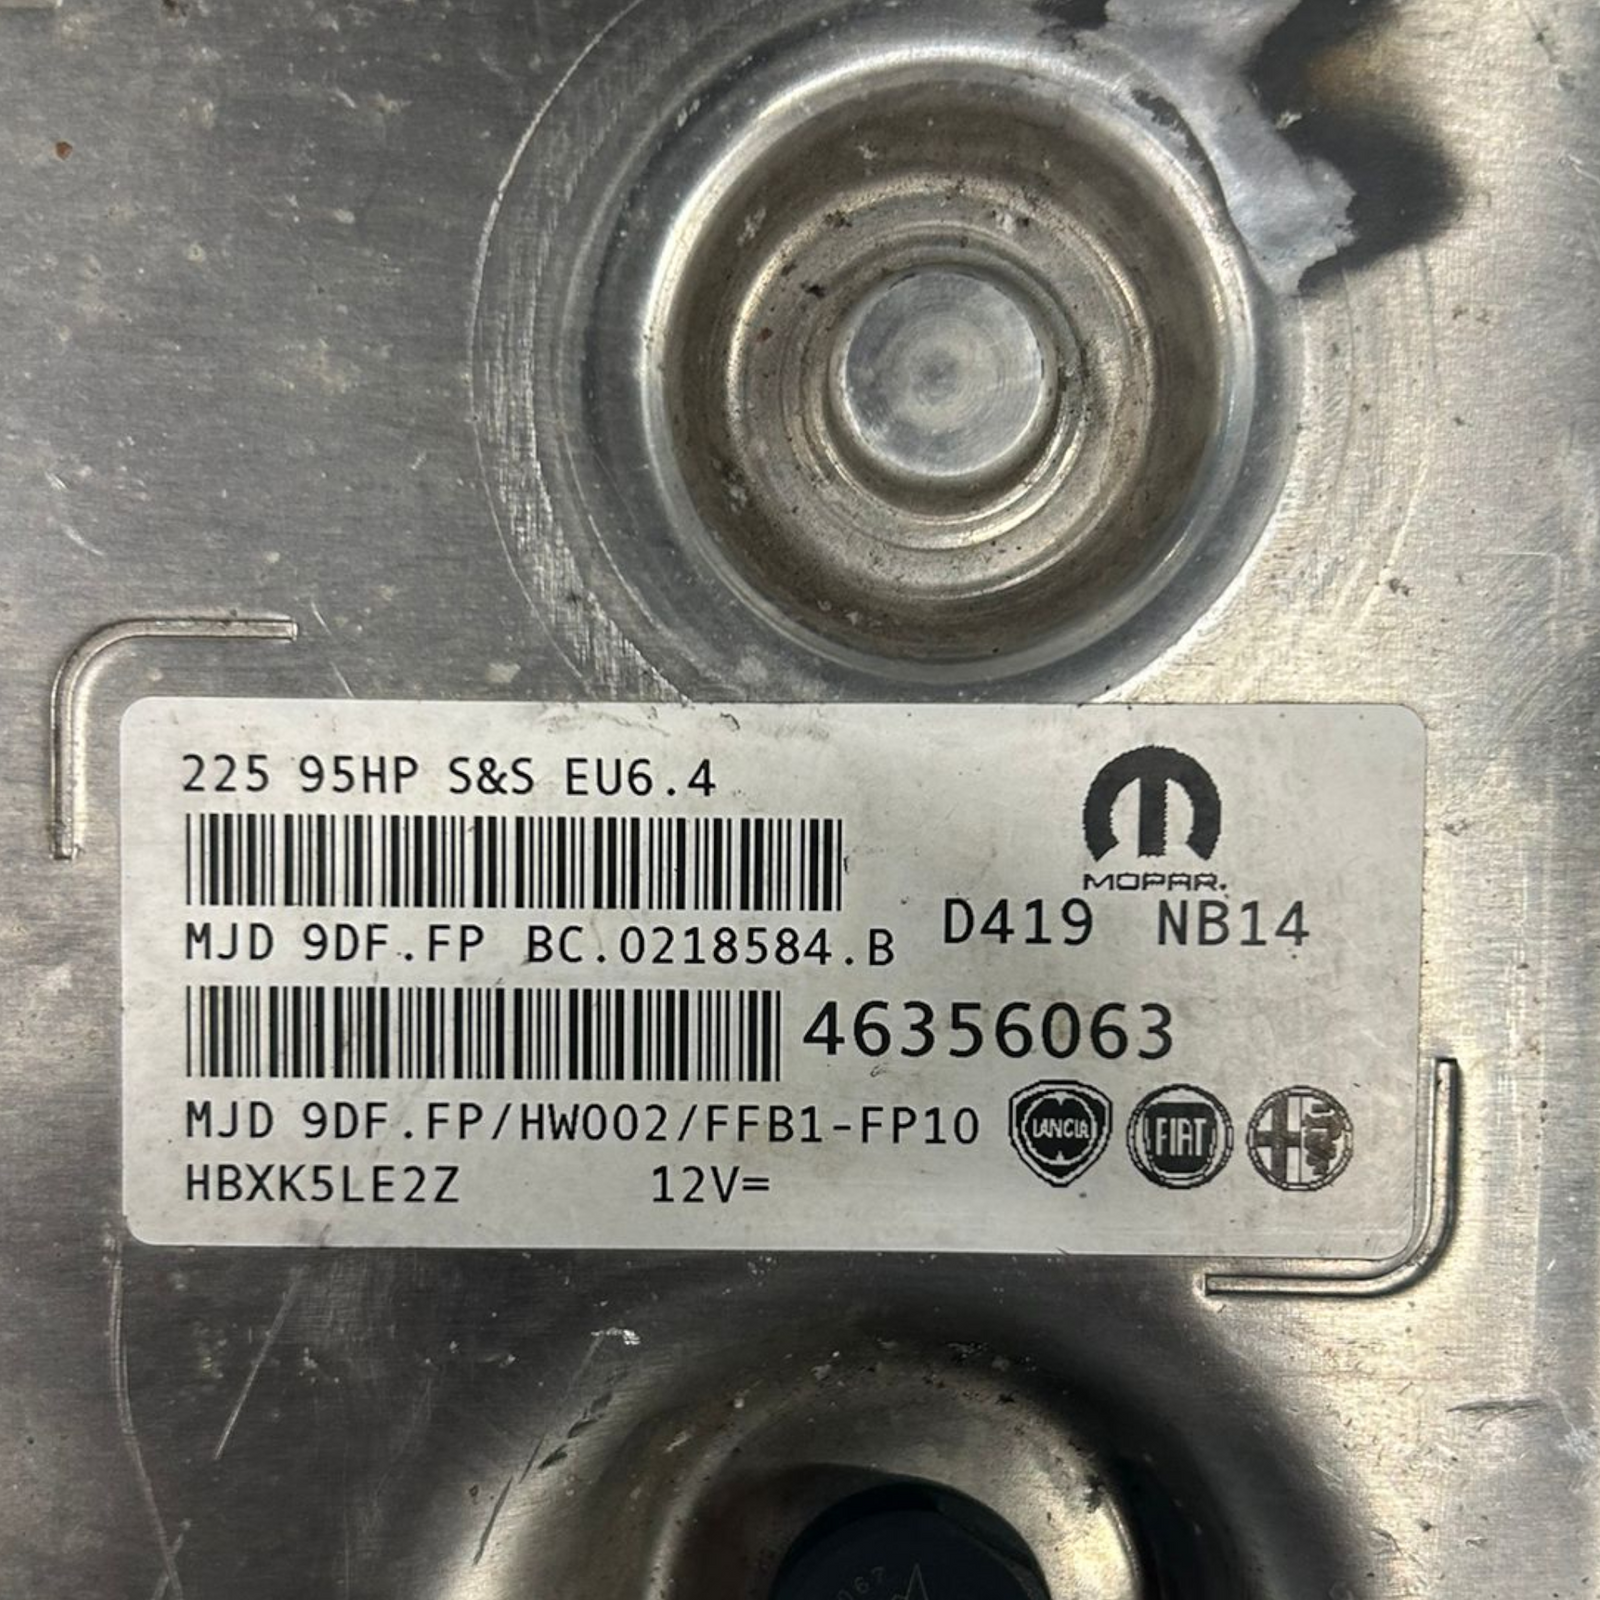 225 95HP S&S EU6.4
MOPAR.
MJD 9DF.FP BC.0218584.B
D419 NB14
46356063
MJD 9DF.FP/HW002/FFB1-FP10
LANCIA
FIAT
HBXK5LE2Z 12V=